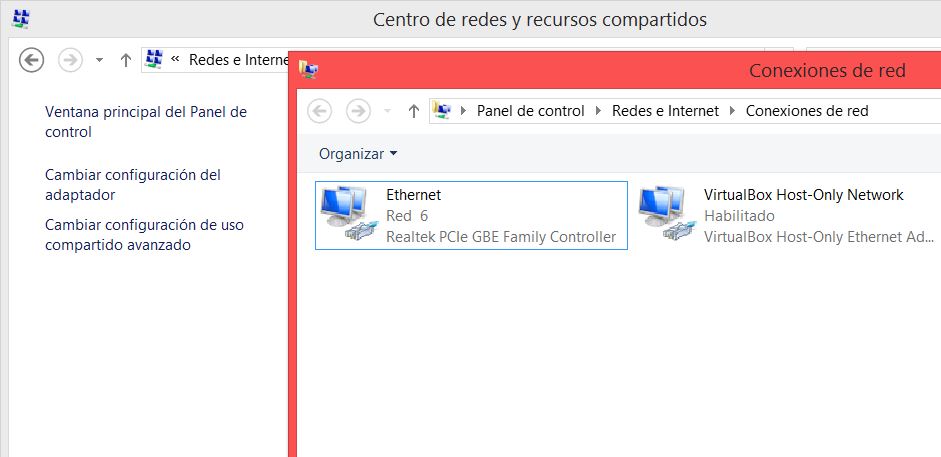 Centro de redes y recursos compartidos
« Redes e Interne
Ventana principal del Panel de
control
Cambiar configuración del
adaptador
Cambiar configuración de uso
compartido avanzado
Conexiones de red
Panel de control Redes e Internet Conexiones de red
Organizar
Ethernet
Red 6
Realtek PCIe GBE Family Controller
VirtualBox Host-Only Network
Habilitado
VirtualBox Host-Only Ethernet Ad...